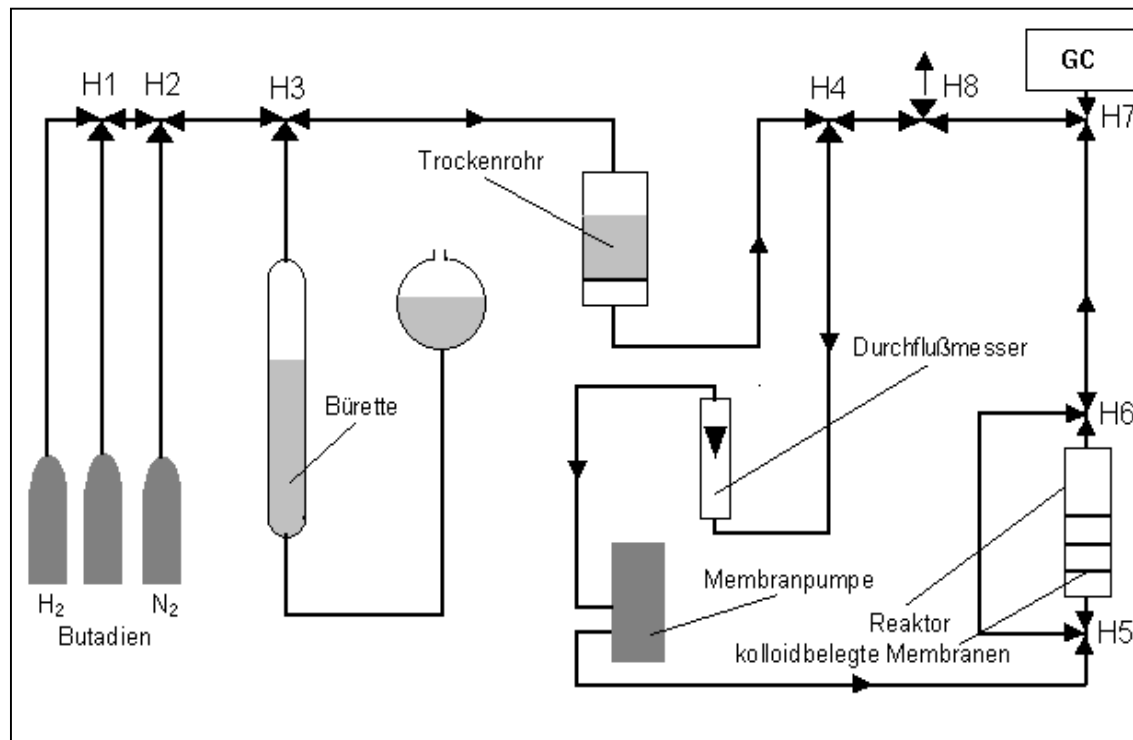 GC
H1
H2
H3
H4
H8
H7
Trockenrohr
Durchflußmesser
Bürette
H6
Membranpumpe
H₂
N₂
Butadien
Reaktor
H5
kolloidbelegte Membranen